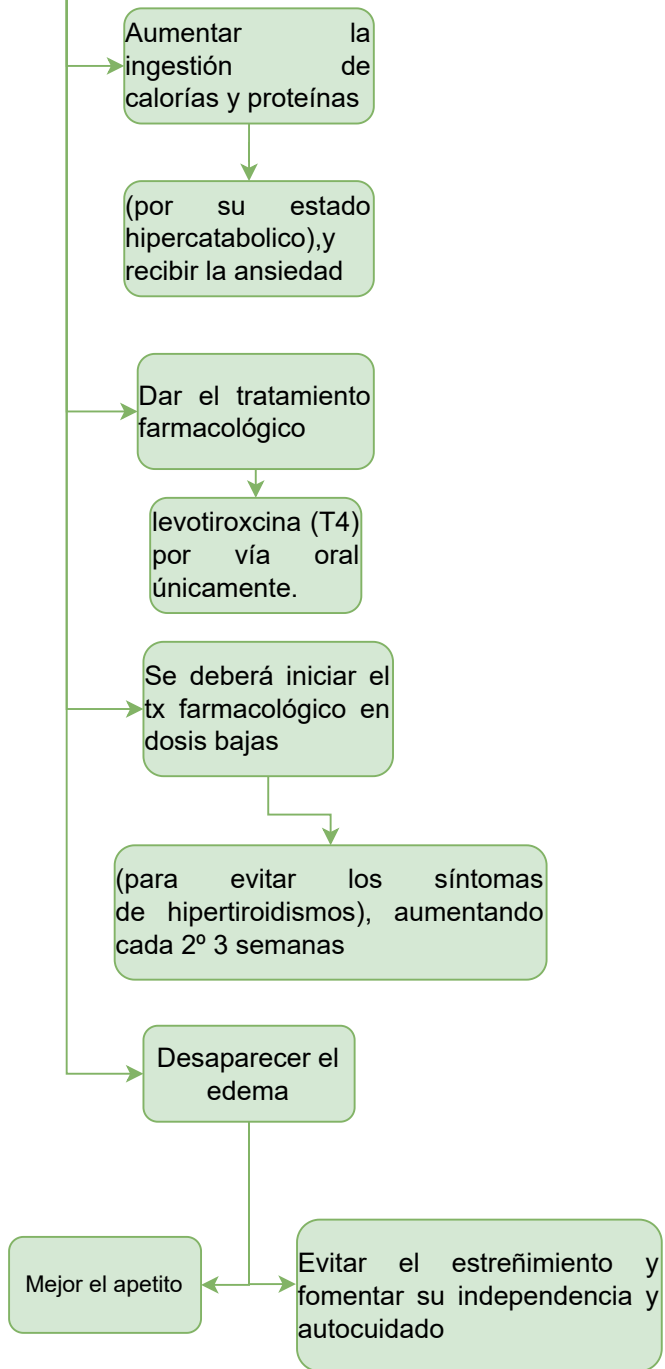 Aumentar la
ingestión de
calorías y proteínas
(por su estado
hipercatabolico),y
recibir la ansiedad
Dar el tratamiento
farmacológico
levotiroxcina (T4)
por vía oral
únicamente.
Se deberá iniciar el
tx farmacológico en
dosis bajas
(para evitar los síntomas
de hipertiroidismos), aumentando
cada 2º 3 semanas
Desaparecer el
edema
Mejor el apetito
Evitar el estreñimiento y
fomentar su independencia y
autocuidado